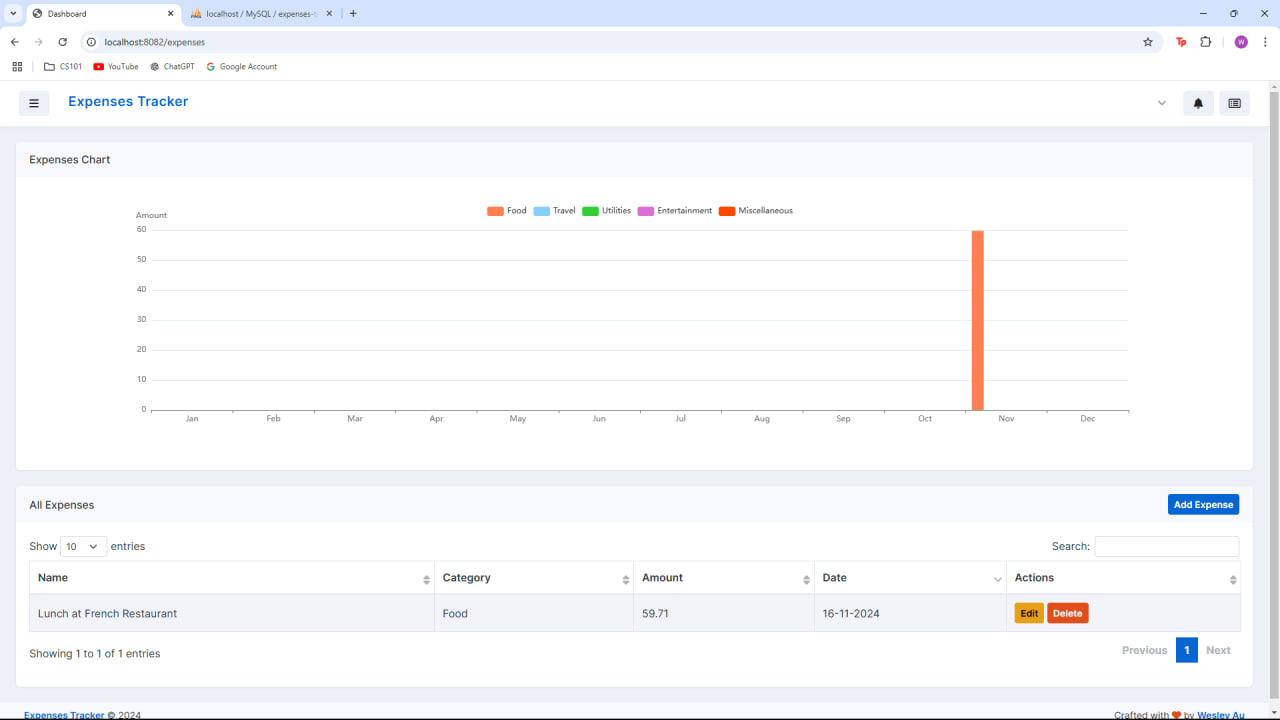 Dashboard
localhost / MySQL / expenses-t
localhost:8082/expenses
W
CS101
YouTube
ChatGPT
Google Account
Expenses Tracker
Expenses Chart
Food
Travel
Utilities
Entertainment
Miscellaneous
Amount
60
50
40
30
20
10
0
Jan
Feb
Mar
Apr
May
Jun
Jul
Aug
Sep
Oct
Nov
Dec
All Expenses
Add Expense
Show 10 entries
Search:
Name
Category
Amount
Date
Actions
Lunch at French Restaurant
Food
59.71
16-11-2024
Edit
Delete
Showing 1 to 1 of 1 entries
Previous
1
Next
Expenses Tracker © 2024
Crafted with ❤ by Wesley Au